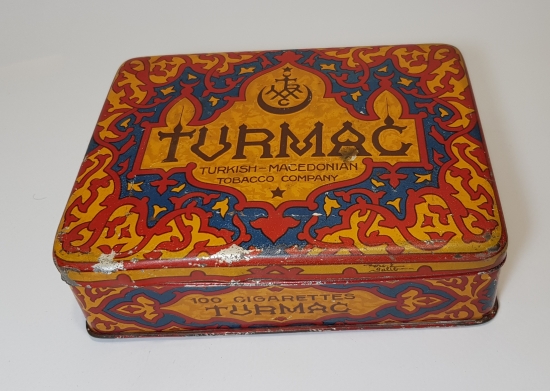 TURMAC
TURKISH-MACEDONIAN
TOBACCO COMPANY
100 CIGARETTES
TURMAC